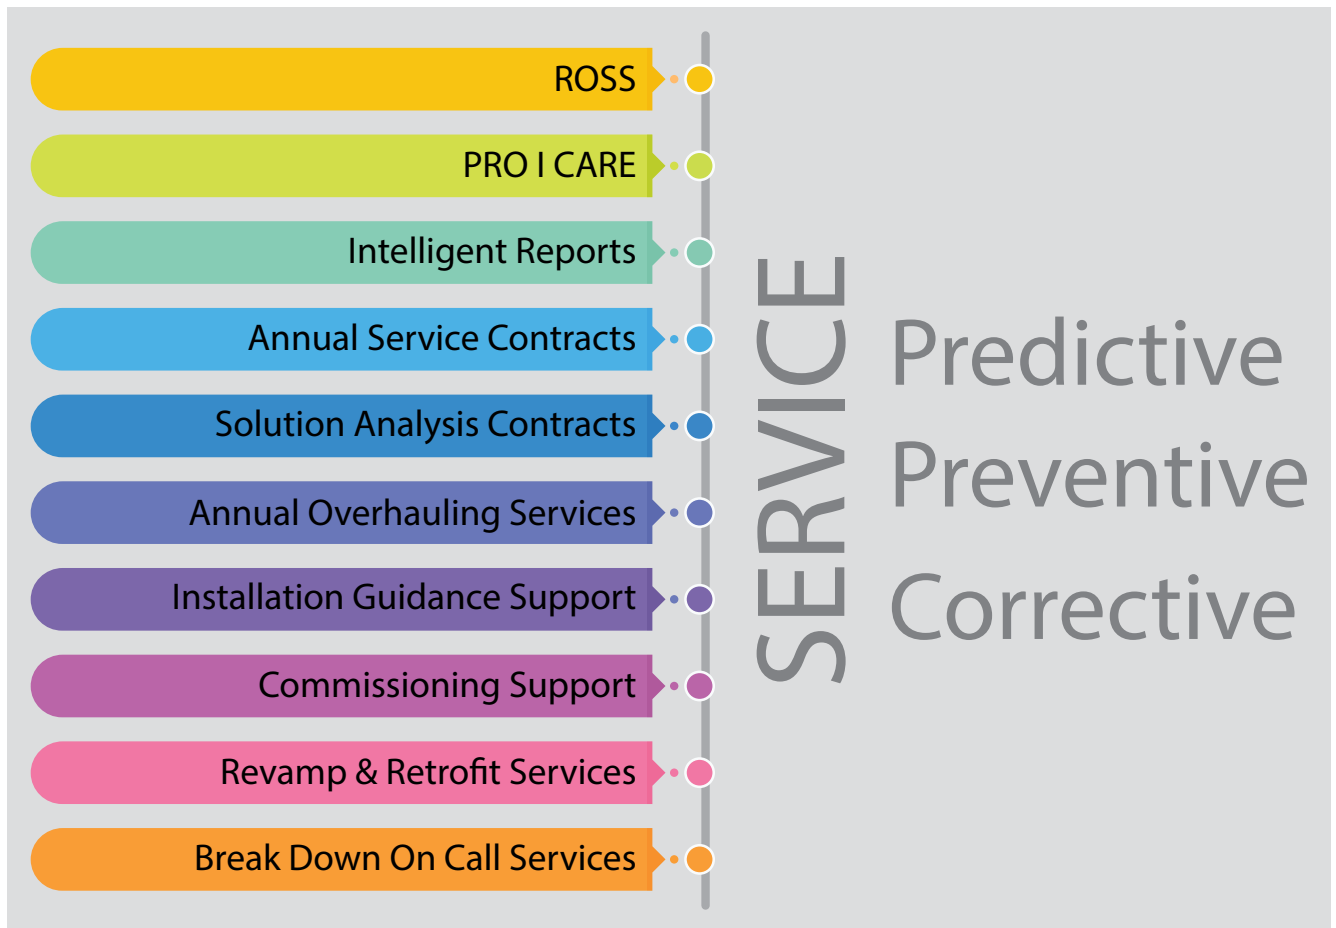 ROSS
PRO I CARE
Intelligent Reports
Annual Service Contracts
Solution Analysis Contracts
Annual Overhauling Services
Installation Guidance Support
Commissioning Support
Revamp & Retrofit Services
Break Down On Call Services
SERVICE
Predictive
Preventive
Corrective